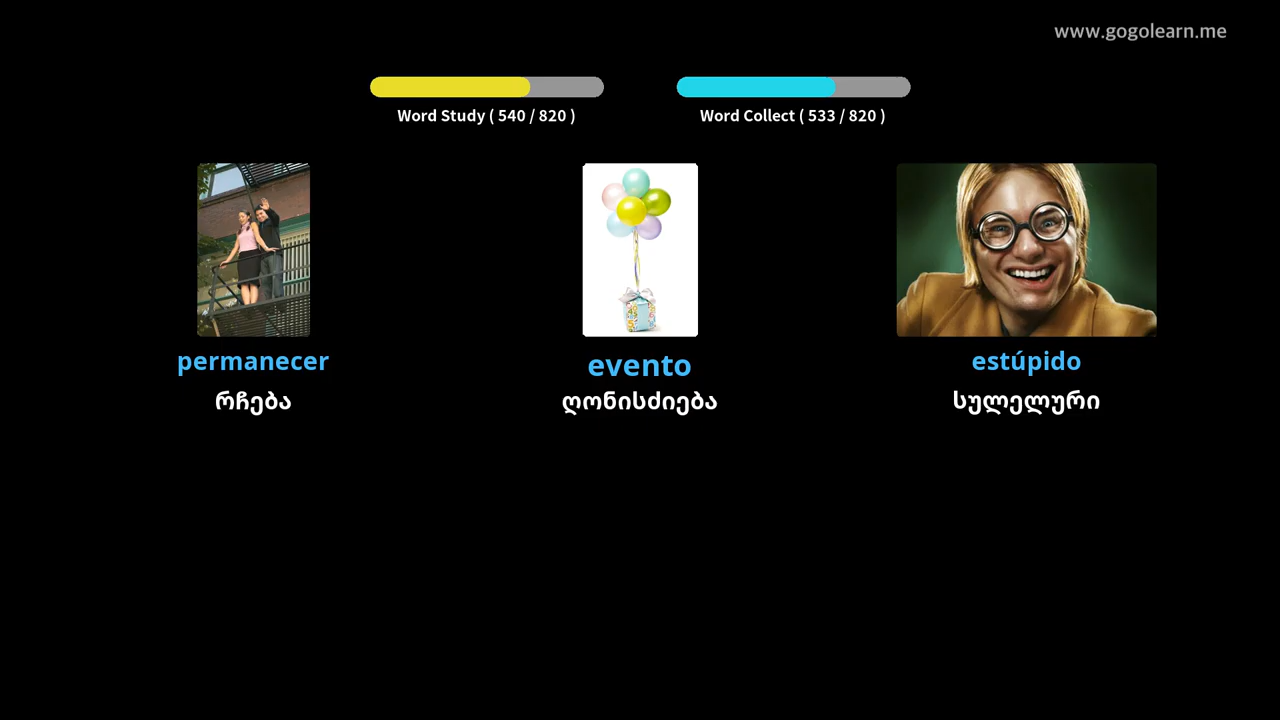 www.gogolearn.me
Word Study ( 540 / 820 )
Word Collect ( 533 / 820 )
permanecer
evento
estúpido
რჩება
ღონისძიება
სულელური